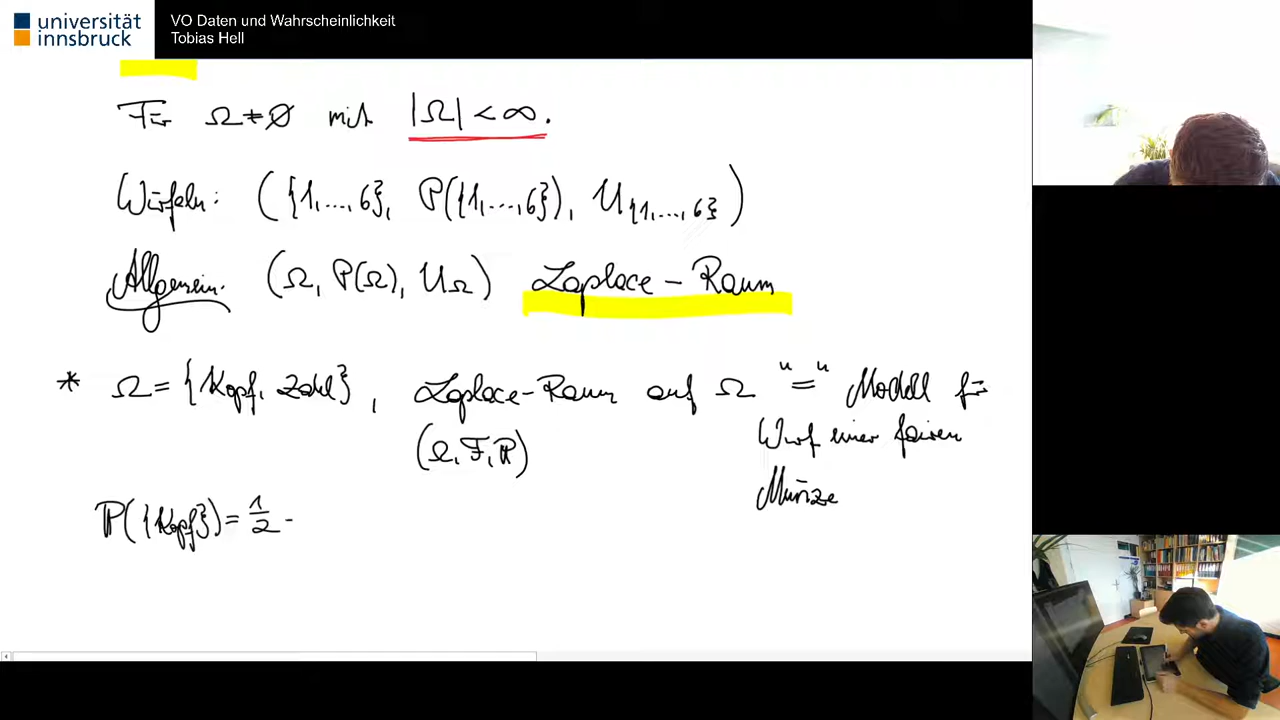 universität
innsbruck
VO Daten und Wahrscheinlichkeit
Tobias Hell
Für Ω ≠ ∅ mit |Ω| < ∞.
Würfeln: ({1,...,6}, P({1,...,6}), U{1,...,6})
Allgemein: (Ω, P(Ω), UΩ) Laplace-Raum
* Ω = {Kopf, Zahl}, Laplace-Raum auf Ω "=" Modell für
(Ω, F, P) Wurf einer fairen
Münze
P({Kopf}) = 1/2 -